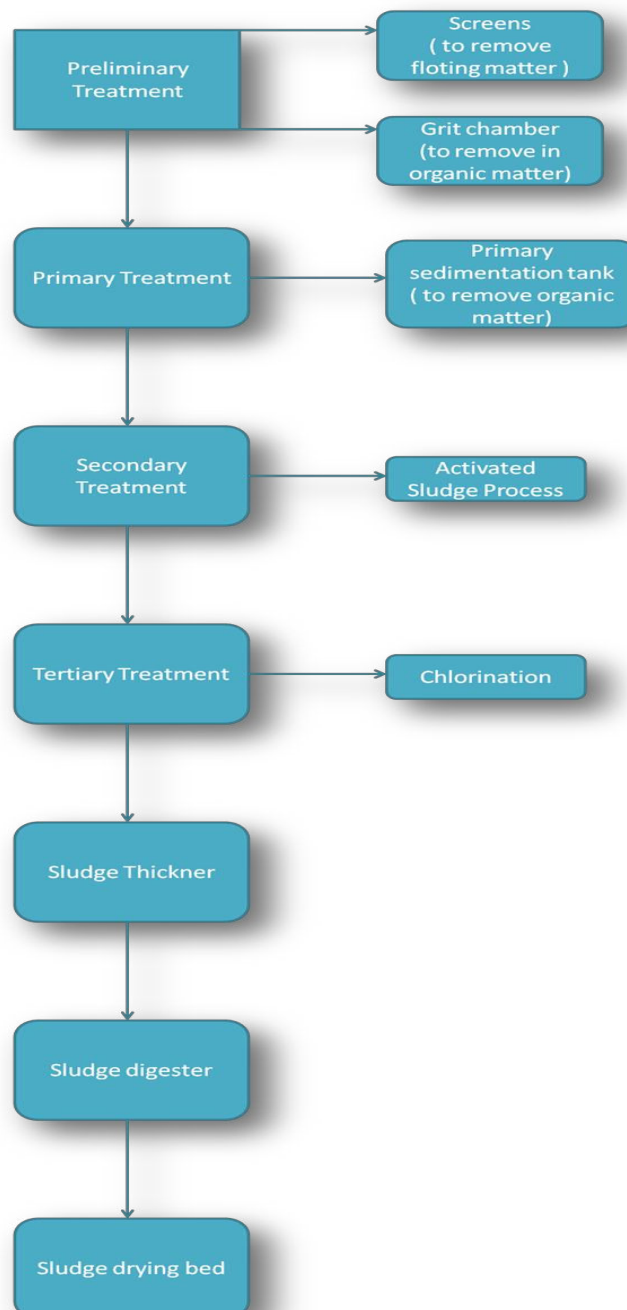 Preliminary
Treatment
Screens
( to remove
floting matter )
Grit chamber
(to remove in
organic matter)
Primary Treatment
Primary
sedimentation tank
( to remove organic
matter)
Secondary
Treatment
Activated
Sludge Process
Tertiary Treatment
Chlorination
Sludge Thickner
Sludge digester
Sludge drying bed